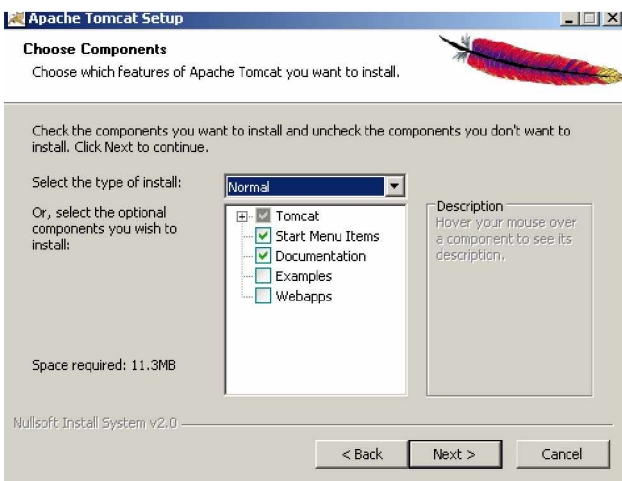 Apache Tomcat Setup
Choose Components
Choose which features of Apache Tomcat you want to install.
Check the components you want to install and uncheck the components you don't want to
install. Click Next to continue.
Select the type of install:
Normal
Or, select the optional
components you wish to
install:
Tomcat
Start Menu Items
Documentation
Examples
Webapps
Description
Hover your mouse over
a component to see its
description.
Space required: 11.3MB
Nullsoft Install System v2.0
< Back
Next >
Cancel